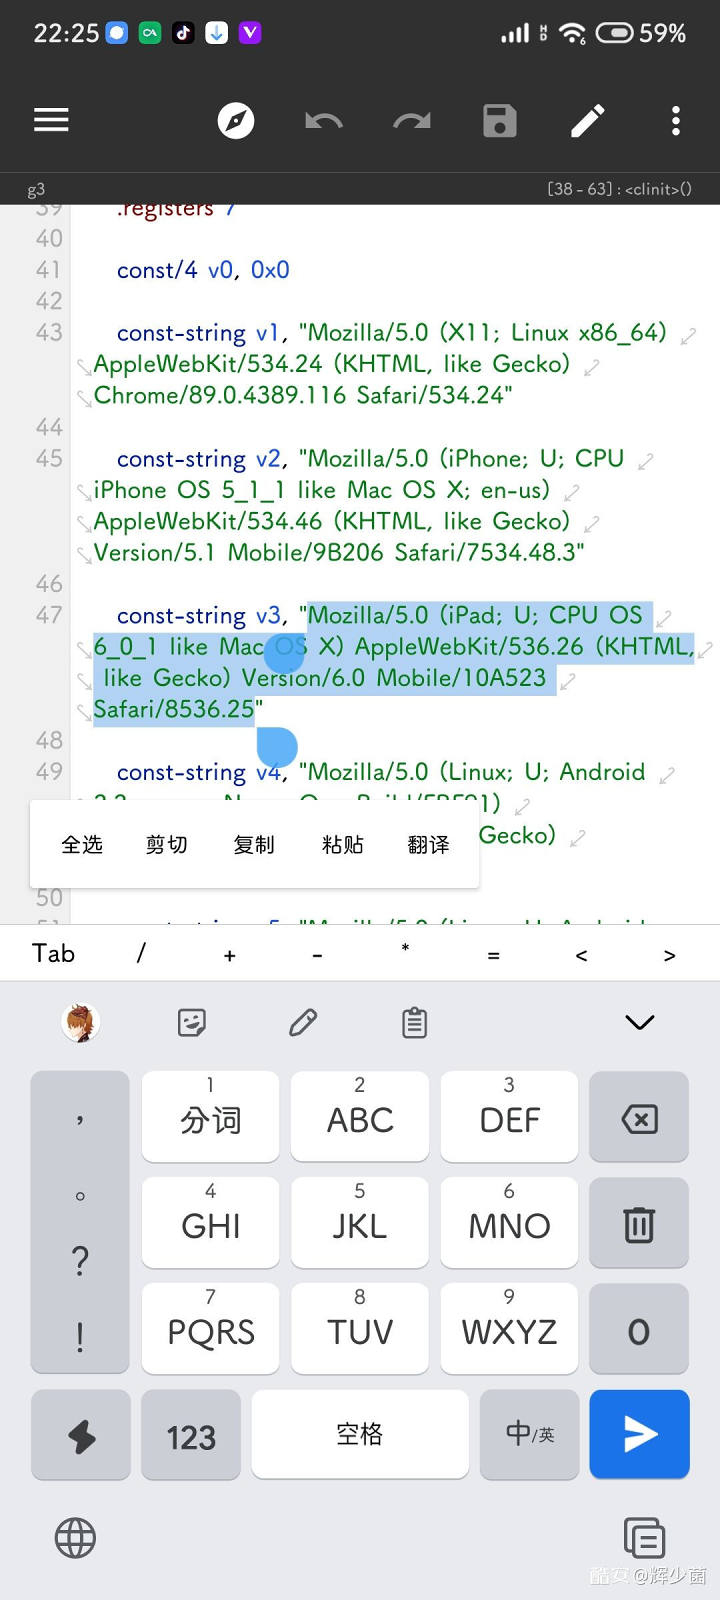 22:25 59%
g3 [38 - 63] : <clinit>()
39 .registers 7
40
41 const/4 v0, 0x0
42
43 const-string v1, "Mozilla/5.0 (X11; Linux x86_64)
AppleWebKit/534.24 (KHTML, like Gecko)
Chrome/89.0.4389.116 Safari/534.24"
44
45 const-string v2, "Mozilla/5.0 (iPhone; U; CPU
iPhone OS 5_1_1 like Mac OS X; en-us)
AppleWebKit/534.46 (KHTML, like Gecko)
Version/5.1 Mobile/9B206 Safari/7534.48.3"
46
47 const-string v3, "Mozilla/5.0 (iPad; U; CPU OS
6_0_1 like Mac OS X) AppleWebKit/536.26 (KHTML,
like Gecko) Version/6.0 Mobile/10A523
Safari/8536.25"
48
49 const-string v4, "Mozilla/5.0 (Linux; U; Android
Gecko)
全选 剪切 复制 粘贴 翻译
50
Tab / + - * = < >
, 1 2 3
分词 ABC DEF
。 4 5 6
GHI JKL MNO
?
7 8 9
! PQRS TUV WXYZ 0
123 空格 中/英
酷安 @辉少菌